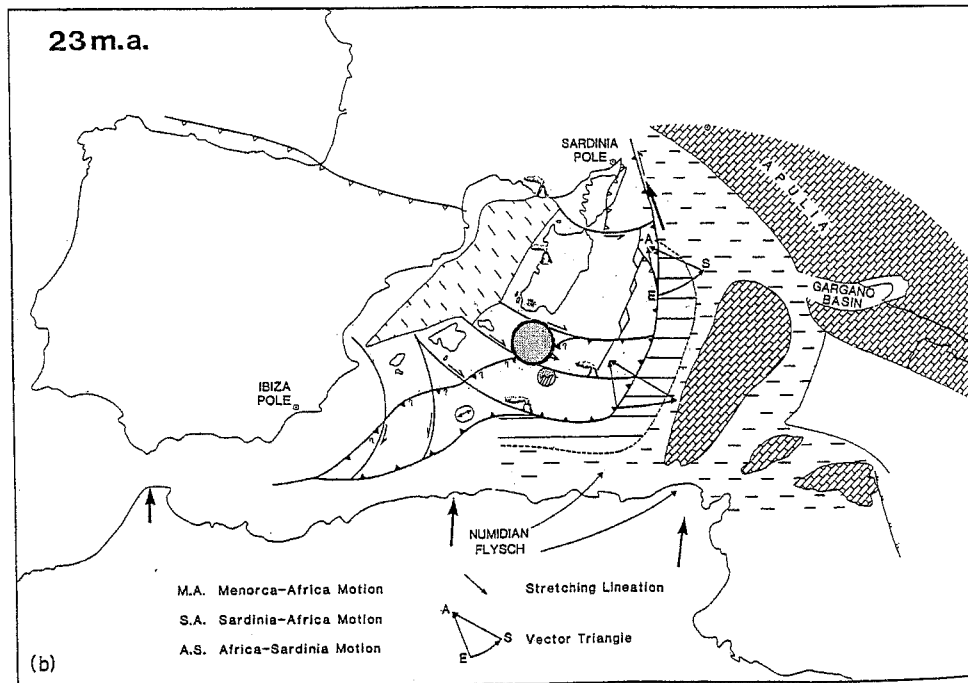 23 m.a.
SARDINIA
POLE
APULIA
A
S
E
GARGANO
BASIN
IBIZA
POLE
NUMIDIAN
FLYSCH
M.A. Menorca-Africa Motion
S.A. Sardinia-Africa Motion
A.S. Africa-Sardinia Motion
Stretching Lineation
A
S
E
Vector Triangle
(b)